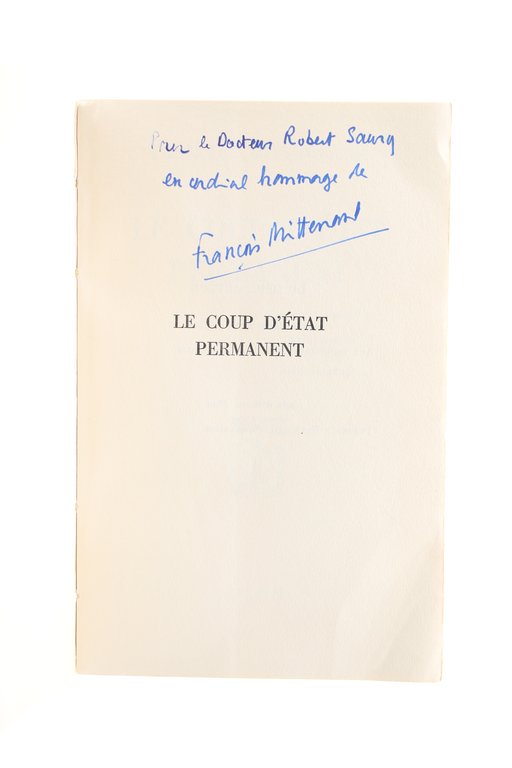 Pour le Docteur Robert Saury
en cordial hommage de
François Mitterrand
LE COUP D'ÉTAT
PERMANENT